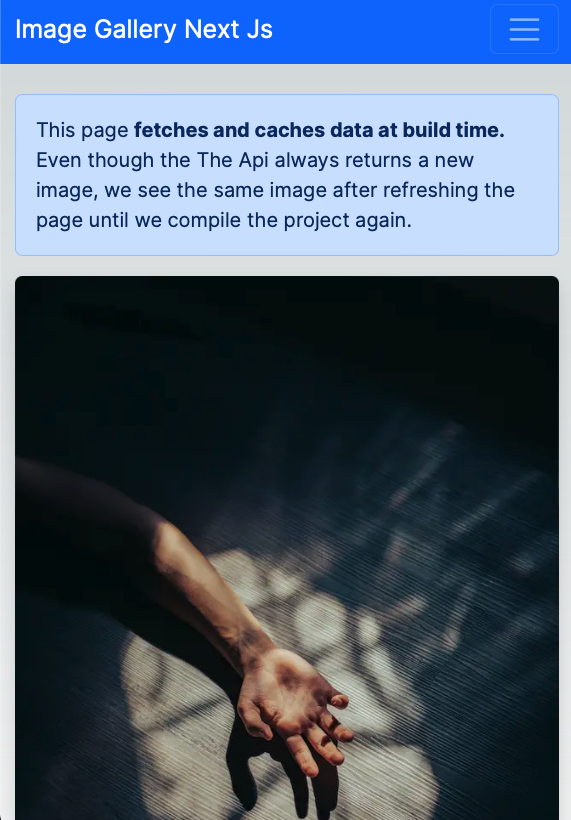 Image Gallery Next Js
This page fetches and caches data at build time.
Even though the The Api always returns a new
image, we see the same image after refreshing the
page until we compile the project again.